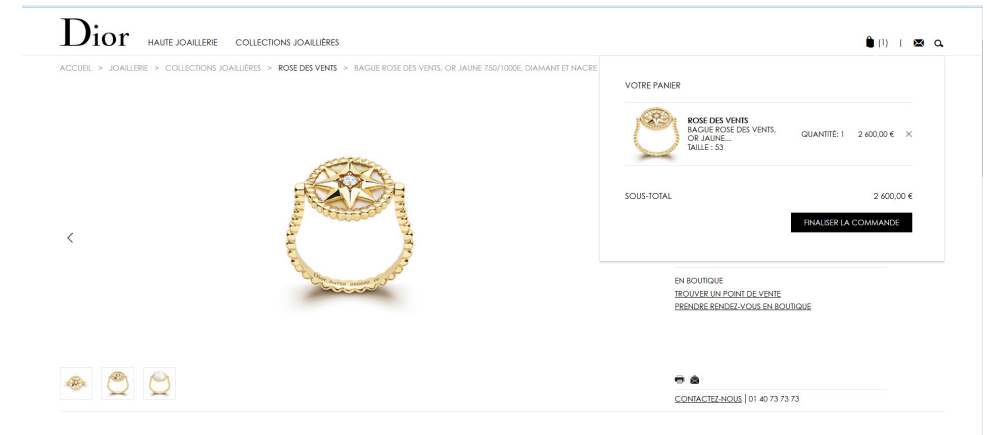 Dior
HAUTE JOAILLERIE COLLECTIONS JOAILLIÈRES
(1) |
ACCUEIL > JOAILLERIE > COLLECTIONS JOAILLIÈRES > ROSE DES VENTS > BAGUE ROSE DES VENTS, OR JAUNE 750/1000E, DIAMANT ET NACRE
VOTRE PANIER
ROSE DES VENTS
BAGUE ROSE DES VENTS,
OR JAUNE...
TAILLE : 53
QUANTITÉ: 1 2 600,00 € ×
SOUS-TOTAL 2 600,00 €
FINALISER LA COMMANDE
EN BOUTIQUE
TROUVER UN POINT DE VENTE
PRENDRE RENDEZ-VOUS EN BOUTIQUE
CONTACTEZ-NOUS | 01 40 73 73 73